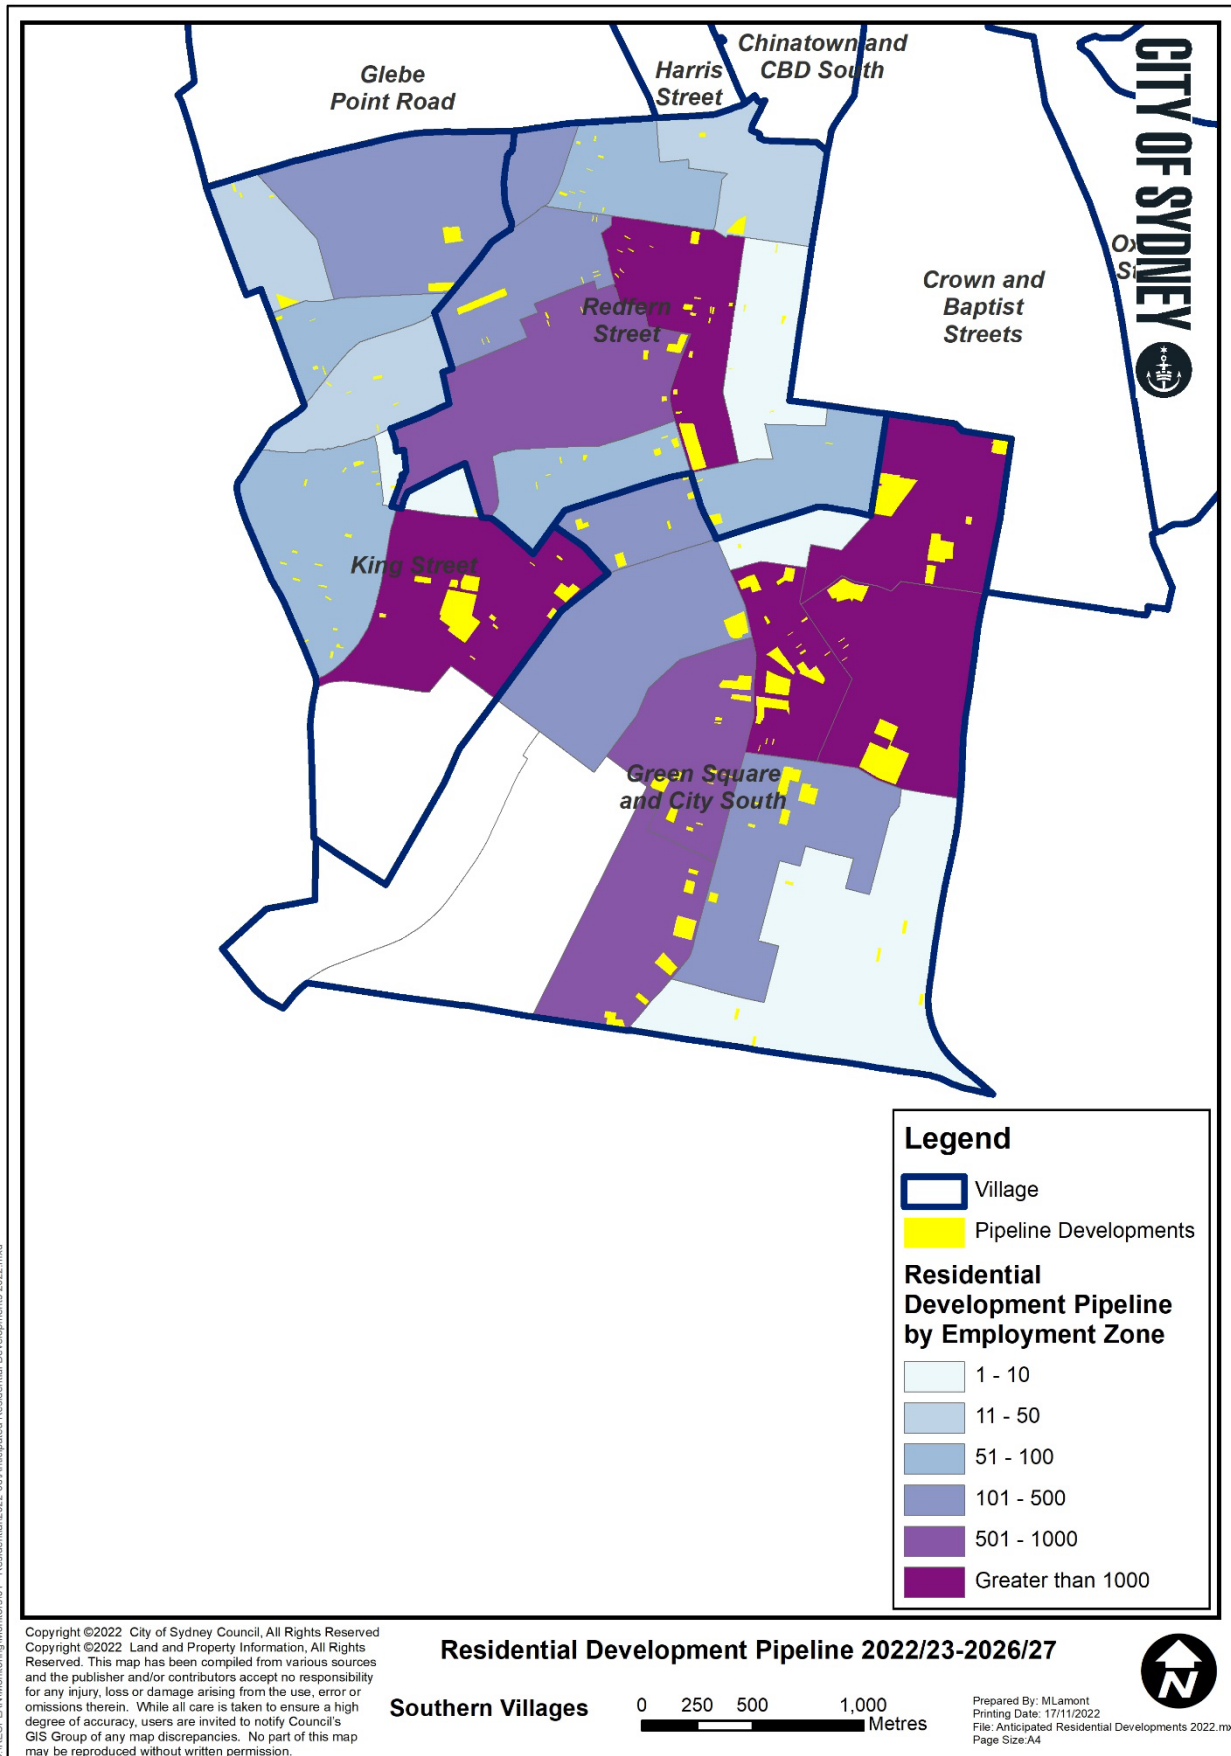 Glebe
Point Road
Harris
Street
Chinatown and
CBD South
CITY OF SYDNEY
Crown and
Baptist
Streets
Redfern
Street
King Street
Green Square
and City South
Legend
Village
Pipeline Developments
Residential
Development Pipeline
by Employment Zone
1 - 10
11 - 50
51 - 100
101 - 500
501 - 1000
Greater than 1000
Copyright ©2022 City of Sydney Council, All Rights Reserved
Copyright ©2022 Land and Property Information, All Rights
Reserved. This map has been compiled from various sources
and the publisher and/or contributors accept no responsibility
for any injury, loss or damage arising from the use, error or
omissions therein. While all care is taken to ensure a high
degree of accuracy, users are invited to notify Council's
GIS Group of any map discrepancies. No part of this map
may be reproduced without written permission.
Residential Development Pipeline 2022/23-2026/27
Southern Villages
0 250 500 1,000
Metres
N
Prepared By: MLamont
Printing Date: 17/11/2022
File: Anticipated Residential Developments 2022.mx
Page Size:A4